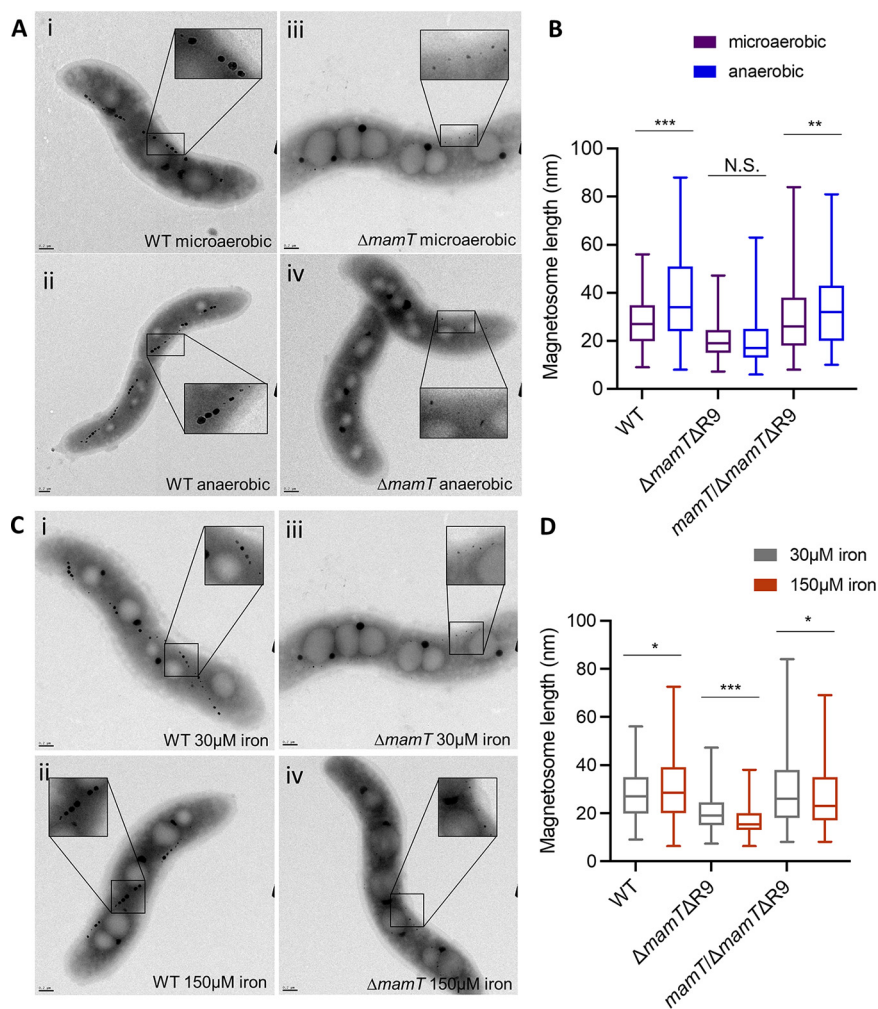 A
i
WT microaerobic
iii
ΔmamT microaerobic
ii
WT anaerobic
iv
ΔmamT anaerobic
B
microaerobic
anaerobic
***
N.S.
**
Magnetosome length (nm)
100
80
60
40
20
0
WT
ΔmamTΔR9
mamT/ΔmamTΔR9
C
i
WT 30µM iron
iii
ΔmamT 30µM iron
ii
WT 150µM iron
iv
ΔmamT 150µM iron
D
30µM iron
150µM iron
*
***
*
Magnetosome length (nm)
100
80
60
40
20
0
WT
ΔmamTΔR9
mamT/ΔmamTΔR9